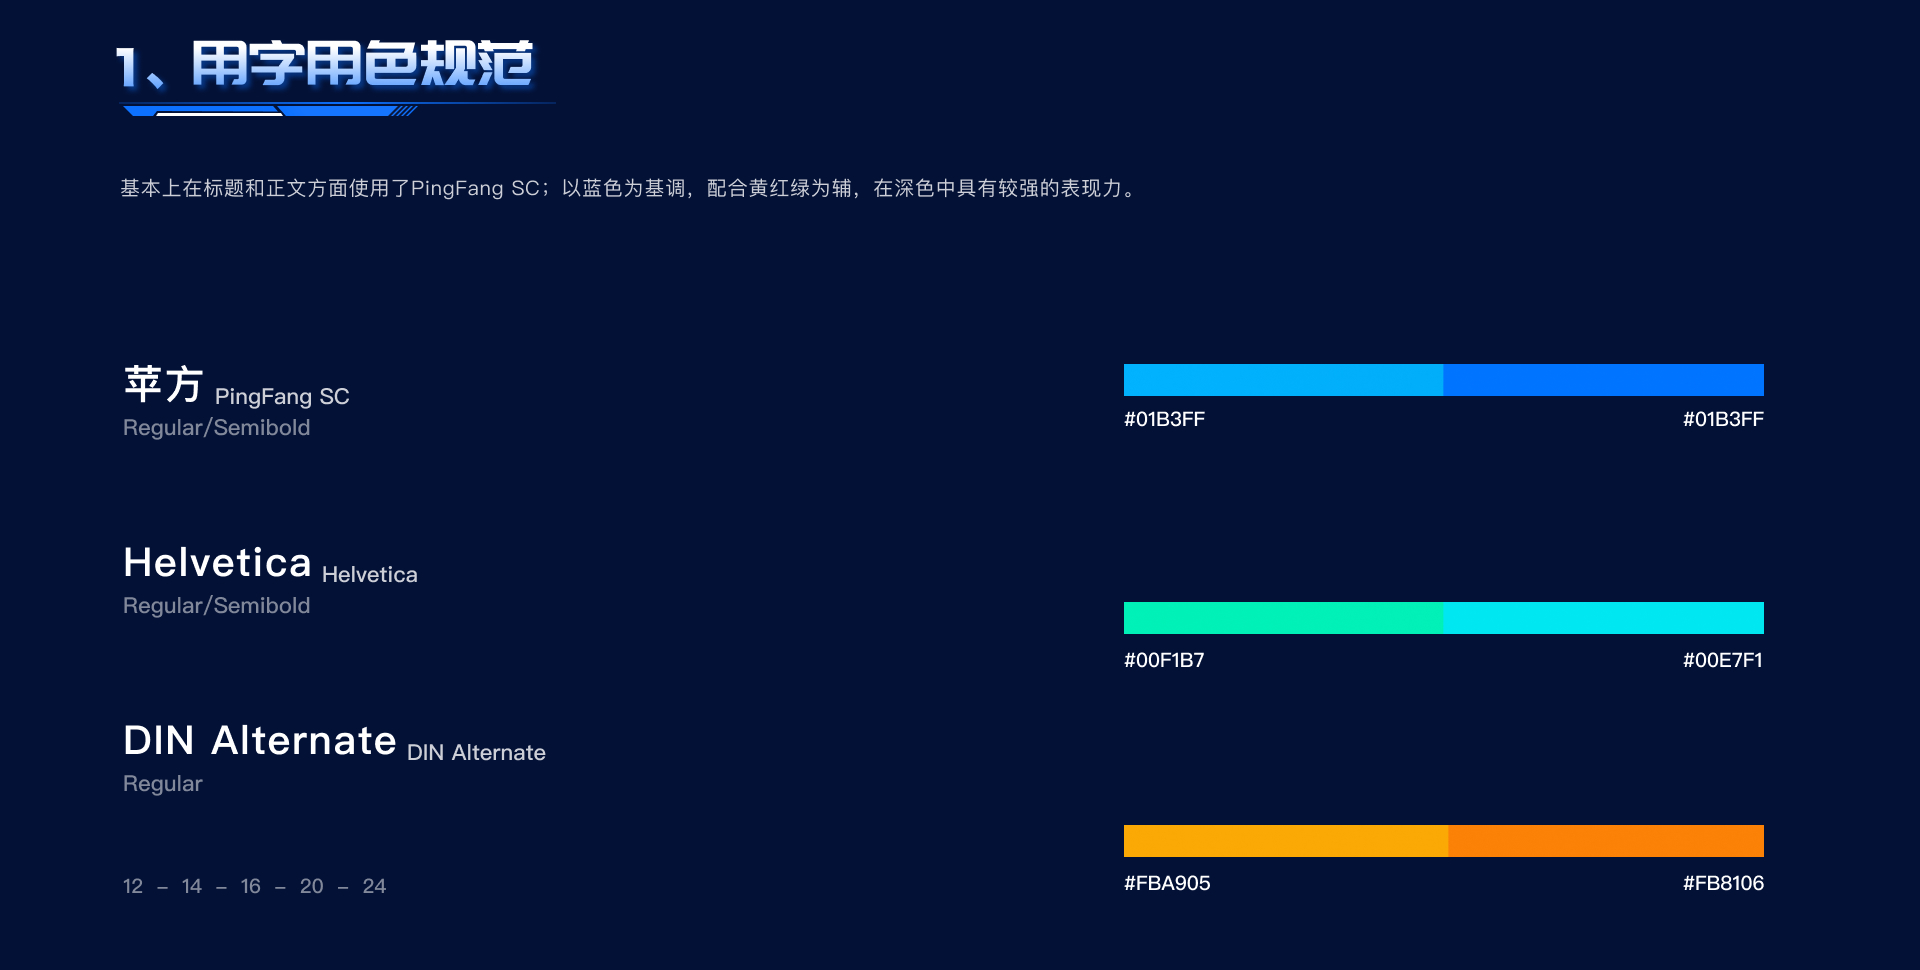 1、用字用色规范
基本上在标题和正文方面使用了PingFang SC；以蓝色为基调，配合黄红绿为辅，在深色中具有较强的表现力。
苹方 PingFang SC
Regular/Semibold
Helvetica Helvetica
Regular/Semibold
DIN Alternate DIN Alternate
Regular
12 – 14 – 16 – 20 – 24
#01B3FF #01B3FF
#00F1B7 #00E7F1
#FBA905 #FB8106